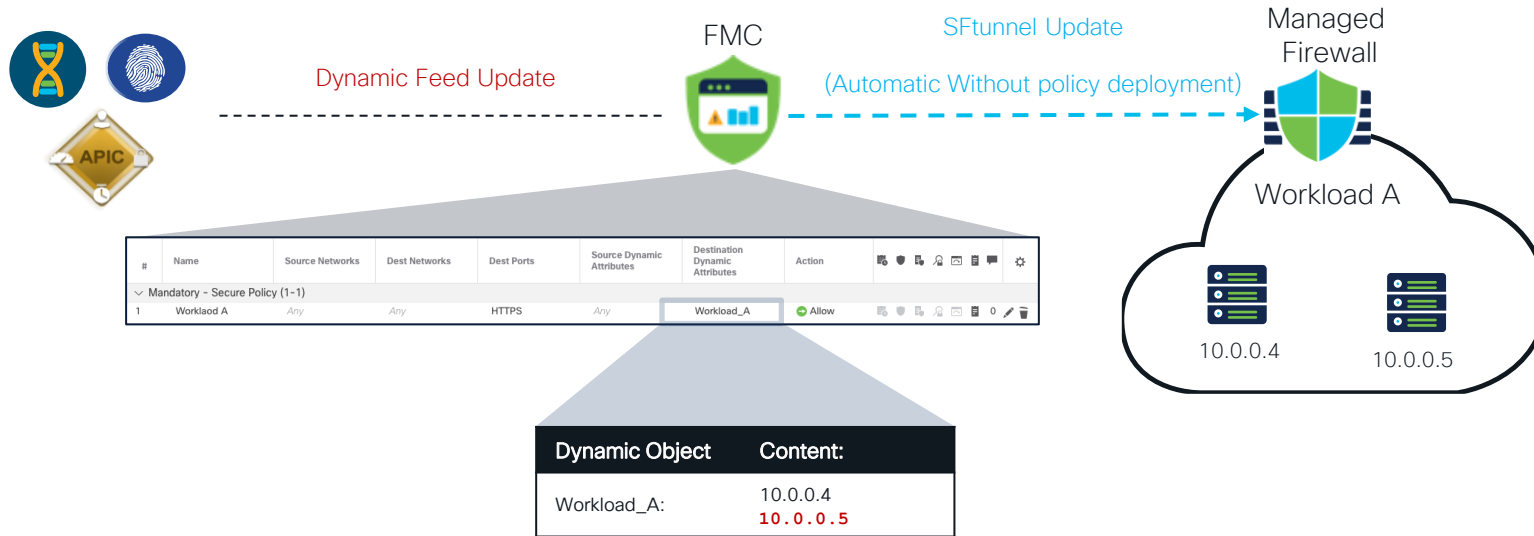 FMC
SFtunnel Update
Managed
Firewall
Dynamic Feed Update
(Automatic Without policy deployment)
APIC
Workload A
# Name Source Networks Dest Networks Dest Ports Source Dynamic Attributes Destination Dynamic Attributes Action
Mandatory - Secure Policy (1-1)
1 Worklaod A Any Any HTTPS Any Workload_A Allow 0
10.0.0.4
10.0.0.5
Dynamic Object Content:
Workload_A: 10.0.0.4
10.0.0.5